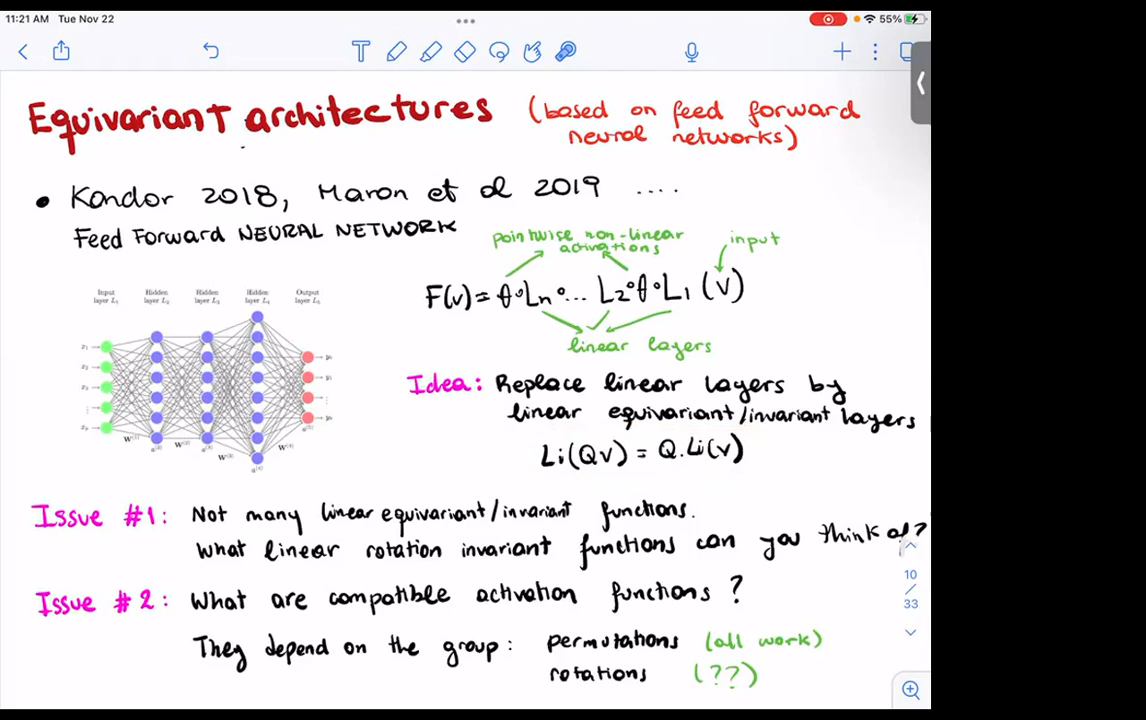 11:21 AM Tue Nov 22
55%
Equivariant architectures (based on feed forward
neural networks)
• Kondor 2018, Maron et al 2019 ....
Feed Forward NEURAL NETWORK
pointwise non-linear
activations
input
Input
layer L₁
Hidden
layer L₂
Hidden
layer L₃
Hidden
layer L₄
Output
layer L₅
F(v) = θ∘Ln∘... L₂∘θ∘L₁ (v)
linear layers
Idea: Replace linear layers by
linear equivariant/invariant layers
Li(Qv) = Q.Li(v)
Issue #1: Not many linear equivariant/invariant functions.
What linear rotation invariant functions can you think of?
Issue #2: What are compatible activation functions?
They depend on the group: permutations (all work)
rotations (??)
10
/
33